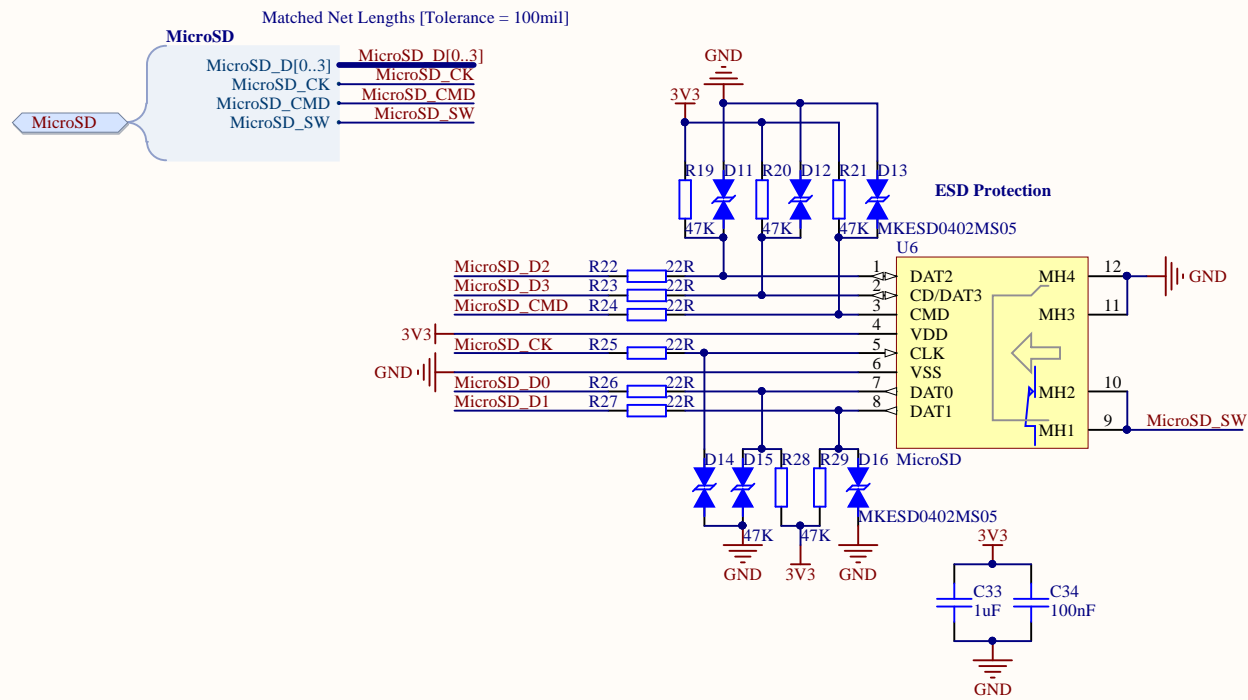 Matched Net Lengths [Tolerance = 100mil]
MicroSD
MicroSD_D[0..3] MicroSD_D[0..3]
MicroSD_CK MicroSD_CK
MicroSD_CMD MicroSD_CMD
MicroSD_SW MicroSD_SW
MicroSD
GND
3V3
R19 D11 R20 D12 R21 D13
ESD Protection
47K 47K 47K MKESD0402MS05
U6
MicroSD_D2 R22 22R 1 DAT2 MH4 12 GND
MicroSD_D3 R23 22R 2 CD/DAT3
MicroSD_CMD R24 22R 3 CMD MH3 11
3V3 4 VDD
MicroSD_CK R25 22R 5 CLK
GND 6 VSS
MicroSD_D0 R26 22R 7 DAT0 MH2 10
MicroSD_D1 R27 22R 8 DAT1 MH1 9 MicroSD_SW
D14 D15 R28 R29 D16 MicroSD
MKESD0402MS05
47K 47K
GND 3V3 GND
3V3
C33 C34
1uF 100nF
GND